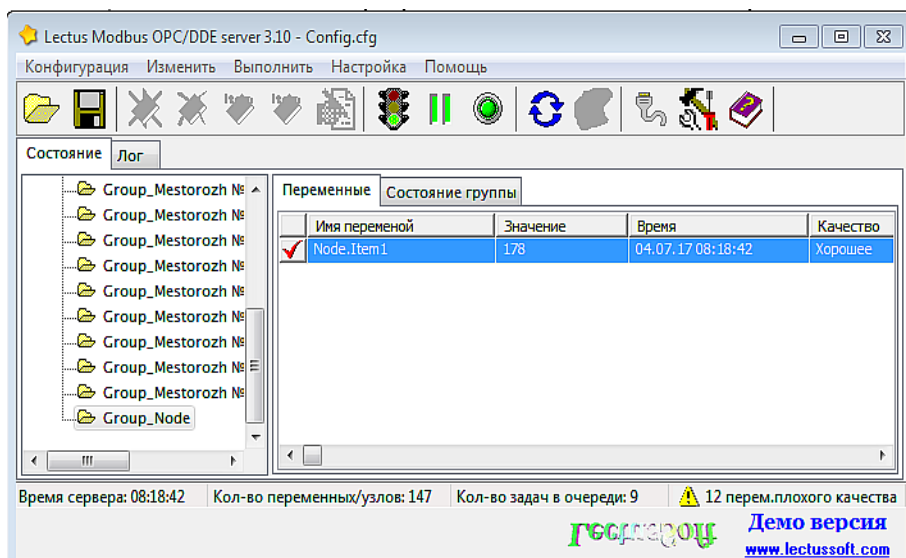 Lectus Modbus OPC/DDE server 3.10 - Config.cfg
Конфигурация Изменить Выполнить Настройка Помощь
Состояние Лог
Group_Mestorozh №
Group_Mestorozh №
Group_Mestorozh №
Group_Mestorozh №
Group_Mestorozh №
Group_Mestorozh №
Group_Mestorozh №
Group_Mestorozh №
Group_Mestorozh №
Group_Node
Переменные Состояние группы
Имя переменой Значение Время Качество
Node.Item1 178 04.07.17 08:18:42 Хорошее
Время сервера: 08:18:42 Кол-во переменных/узлов: 147 Кол-во задач в очереди: 9 12 перем.плохого качества
LectusSoft
Демо версия
www.lectussoft.com